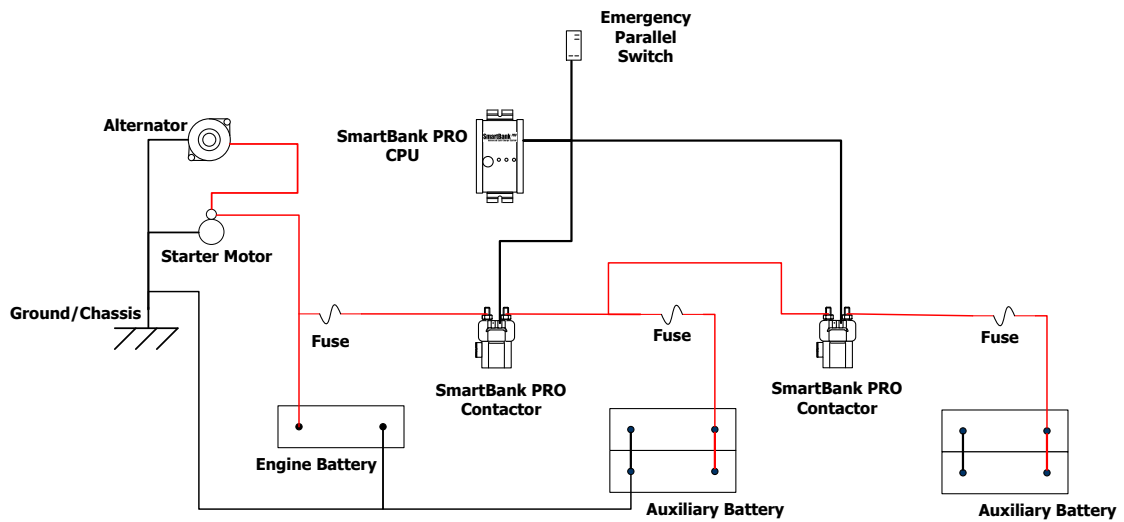 Emergency
Parallel
Switch
Alternator
SmartBank PRO
CPU
SmartBank
Starter Motor
Ground/Chassis
Fuse
Fuse
Fuse
SmartBank PRO
Contactor
SmartBank PRO
Contactor
Engine Battery
Auxiliary Battery
Auxiliary Battery